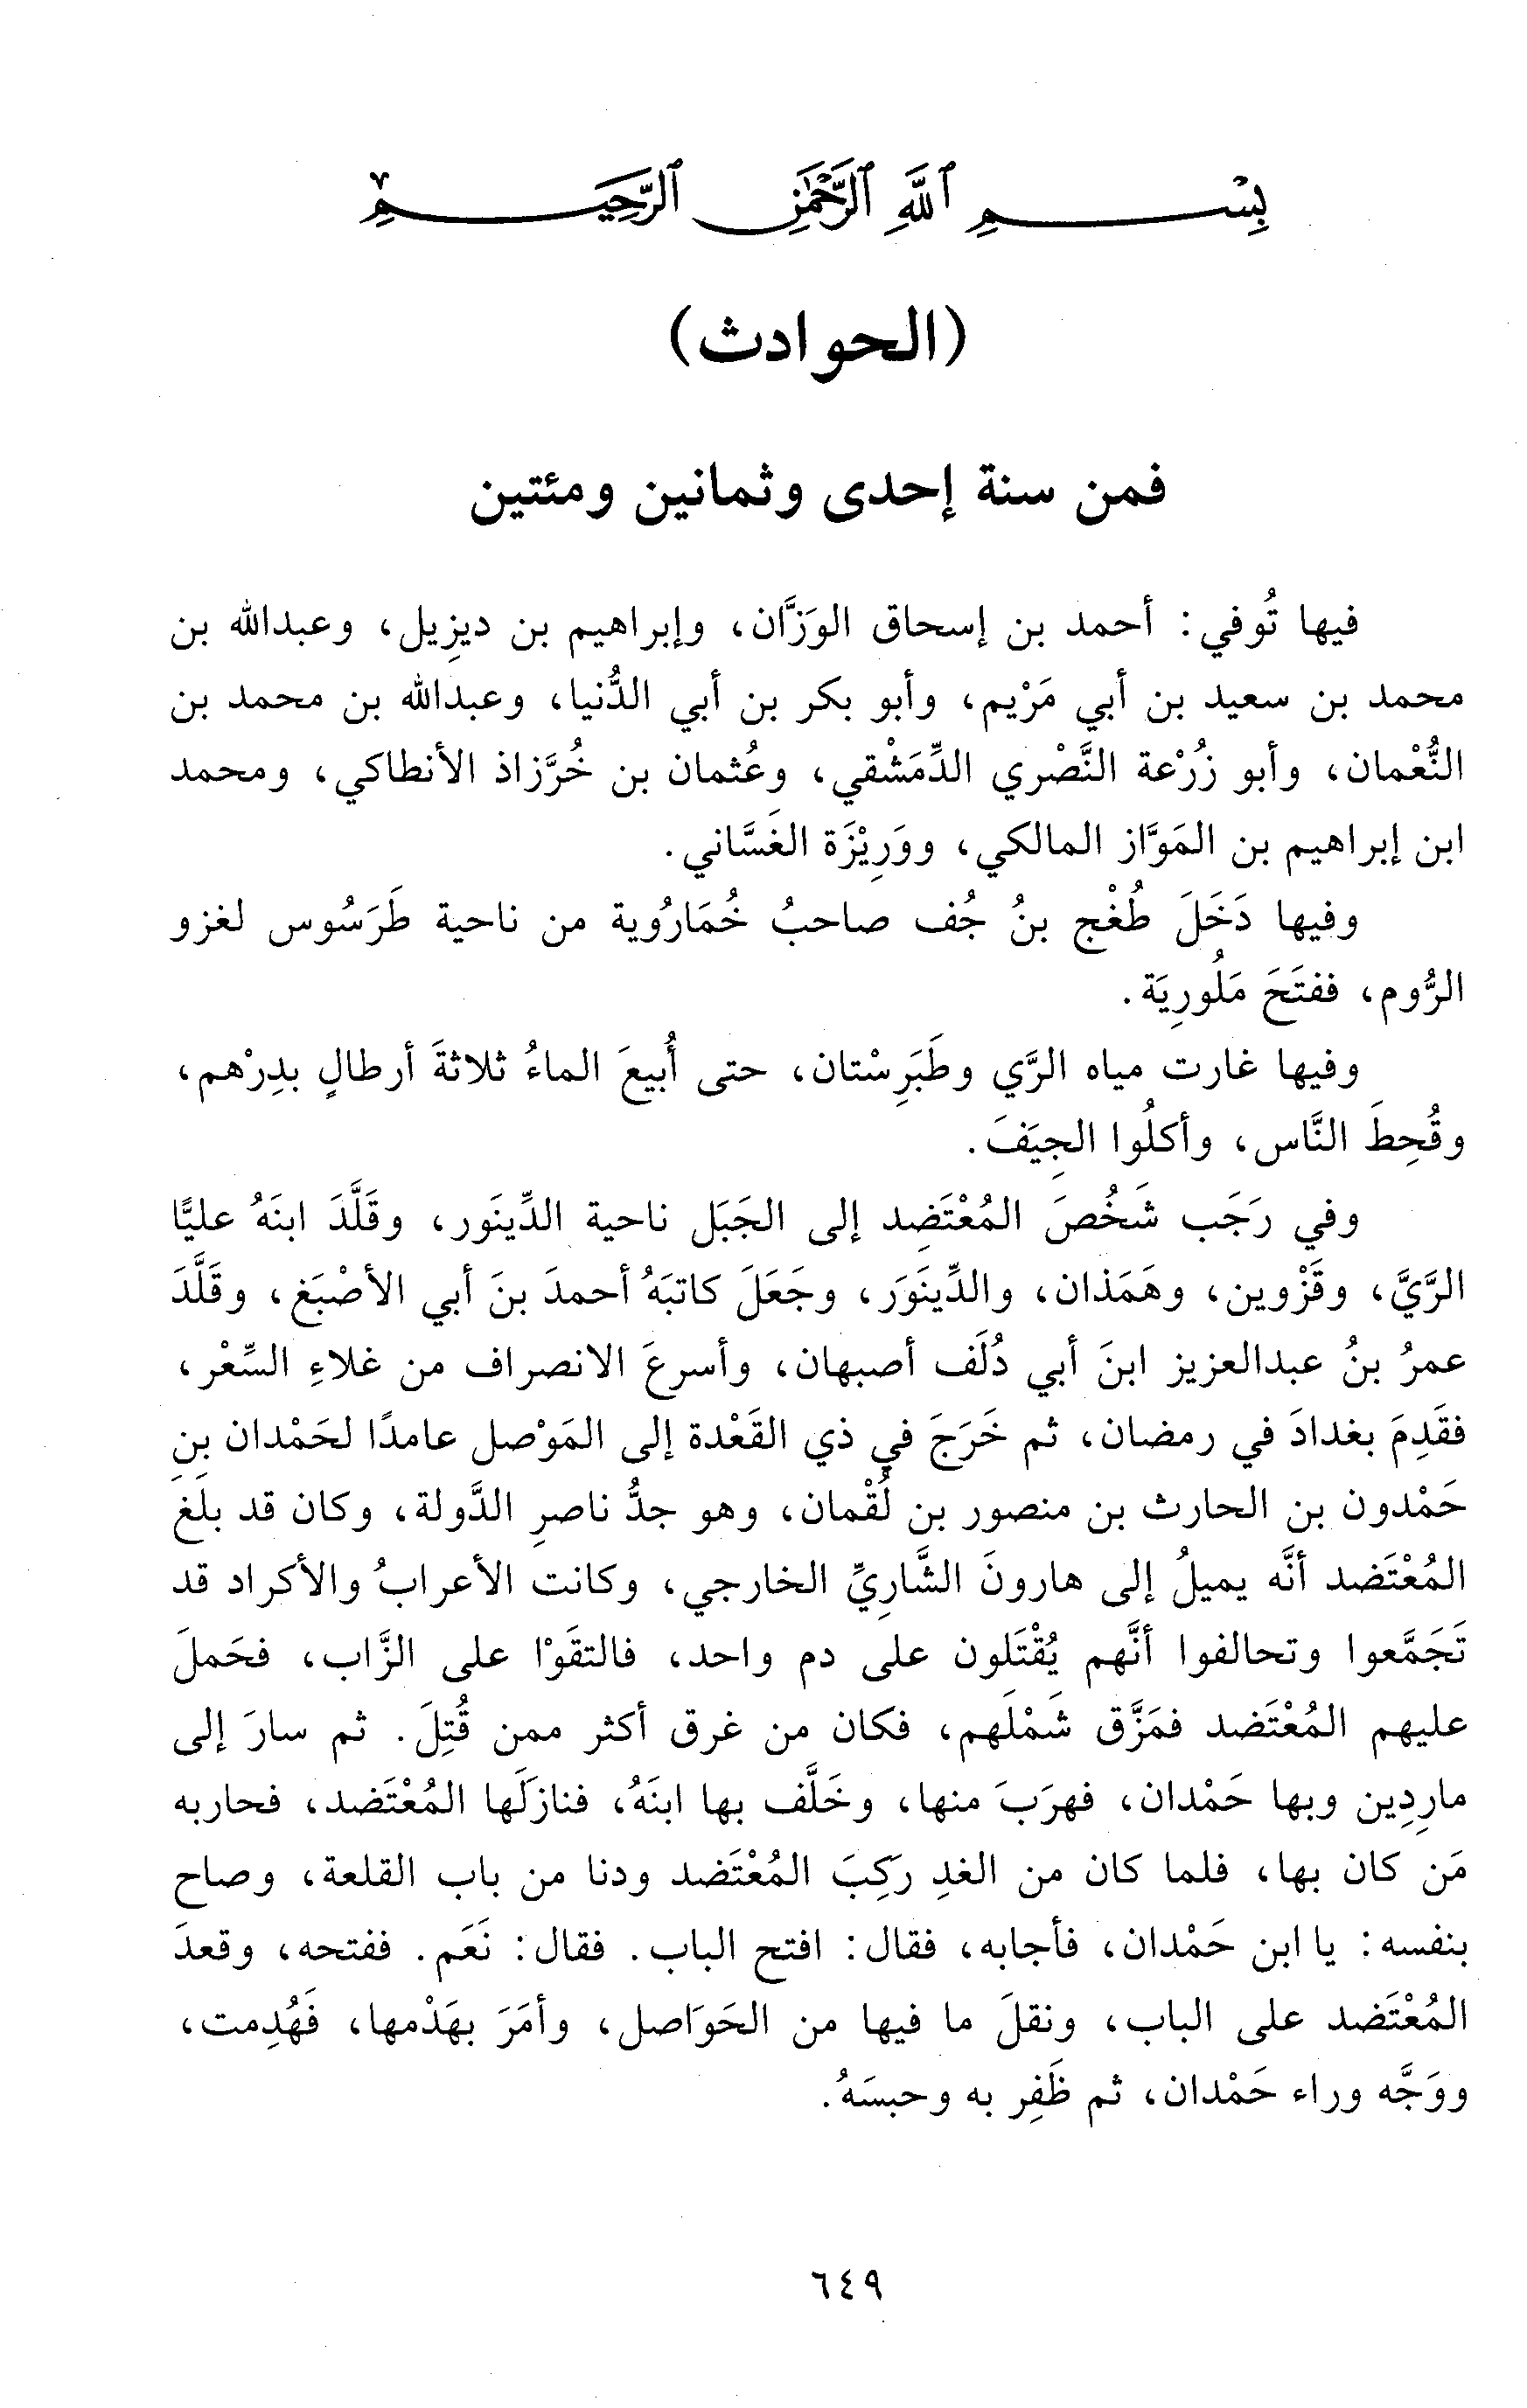 بِسْمِ ٱللَّهِ ٱلرَّحْمَٰنِ ٱلرَّحِيمِ
(الحوادث)
فمن سنة إحدى وثمانين ومئتين
فيها تُوفي: أحمد بن إسحاق الوَزَّان، وإبراهيم بن ديزِيل، وعبدالله بن
محمد بن سعيد بن أبي مَرْيم، وأبو بكر بن أبي الدُّنيا، وعبدالله بن محمد بن
النُّعْمان، وأبو زُرْعة النَّصْري الدِّمَشْقي، وعُثمان بن خُرَّزاذ الأنطاكي، ومحمد
ابن إبراهيم بن المَوَّاز المالكي، ووَرِيْزَة الغَسَّاني.
وفيها دَخَلَ طُغْج بنُ جُف صاحبُ خُمَارُوية من ناحية طَرَسُوس لغزو
الرُّوم، ففتَحَ مَلُورِيَة.
وفيها غارت مياه الرَّي وطَبَرِسْتان، حتى أُبيعَ الماءُ ثلاثةَ أرطالٍ بدِرْهم،
وقُحِطَ النَّاس، وأكلُوا الجِيَفَ.
وفي رَجَب شَخُصَ المُعْتَضِد إلى الجَبَل ناحية الدِّينَور، وقَلَّدَ ابنَهُ عليًّا
الرَّيَّ، وقَزْوين، وهَمَذان، والدِّينَوَر، وجَعَلَ كاتبَهُ أحمدَ بنَ أبي الأصْبَغ، وقَلَّدَ
عمرُ بنُ عبدالعزيز ابنَ أبي دُلَف أصبهان، وأسرعَ الانصراف من غلاءِ السِّعْر،
فقَدِمَ بغدادَ في رمضان، ثم خَرَجَ في ذي القَعْدة إلى المَوْصل عامدًا لحَمْدان بنِ
حَمْدون بن الحارث بن منصور بن لُقْمان، وهو جدُّ ناصرِ الدَّولة، وكان قد بلَغَ
المُعْتَضد أنَّه يميلُ إلى هارونَ الشَّارِيِّ الخارجي، وكانت الأعرابُ والأكراد قد
تَجَمَّعوا وتحالفوا أنَّهم يُقْتَلون على دم واحد، فالتقَوْا على الزَّاب، فحَملَ
عليهم المُعْتَضد فمَزَّق شَمْلَهم، فكان من غرق أكثر ممن قُتِلَ. ثم سارَ إلى
مارِدِين وبها حَمْدان، فهرَبَ منها، وخَلَّف بها ابنَهُ، فنازلَها المُعْتَضد، فحاربه
مَن كان بها، فلما كان من الغدِ رَكِبَ المُعْتَضد ودنا من باب القلعة، وصاح
بنفسه: يا ابن حَمْدان، فأجابه، فقال: افتح الباب. فقال: نَعَم. ففتحه، وقعدَ
المُعْتَضد على الباب، ونقلَ ما فيها من الحَوَاصل، وأمَرَ بهَدْمها، فَهُدِمت،
ووَجَّه وراء حَمْدان، ثم ظَفِر به وحبسَهُ.
٦٤٩